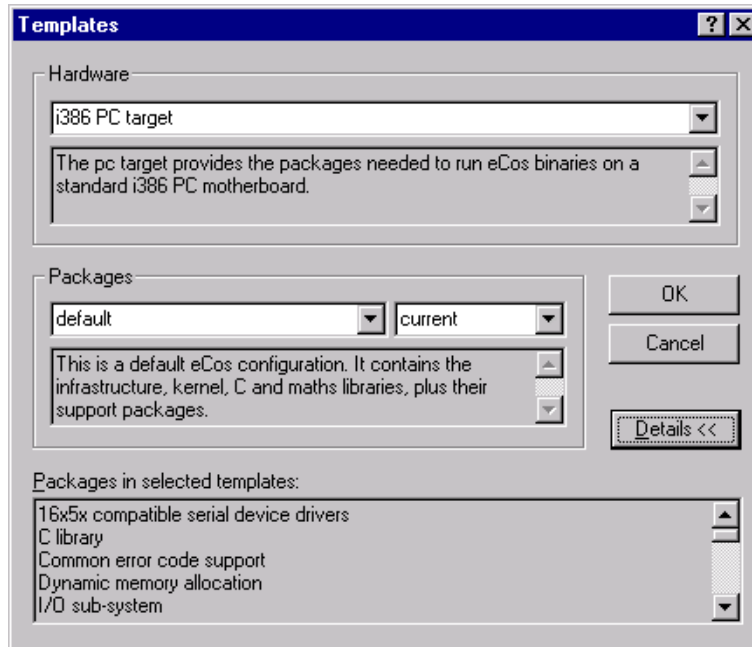 Templates
Hardware
i386 PC target
The pc target provides the packages needed to run eCos binaries on a
standard i386 PC motherboard.
Packages
default
current
This is a default eCos configuration. It contains the
infrastructure, kernel, C and maths libraries, plus their
support packages.
OK
Cancel
Details <<
Packages in selected templates:
16x5x compatible serial device drivers
C library
Common error code support
Dynamic memory allocation
I/O sub-system